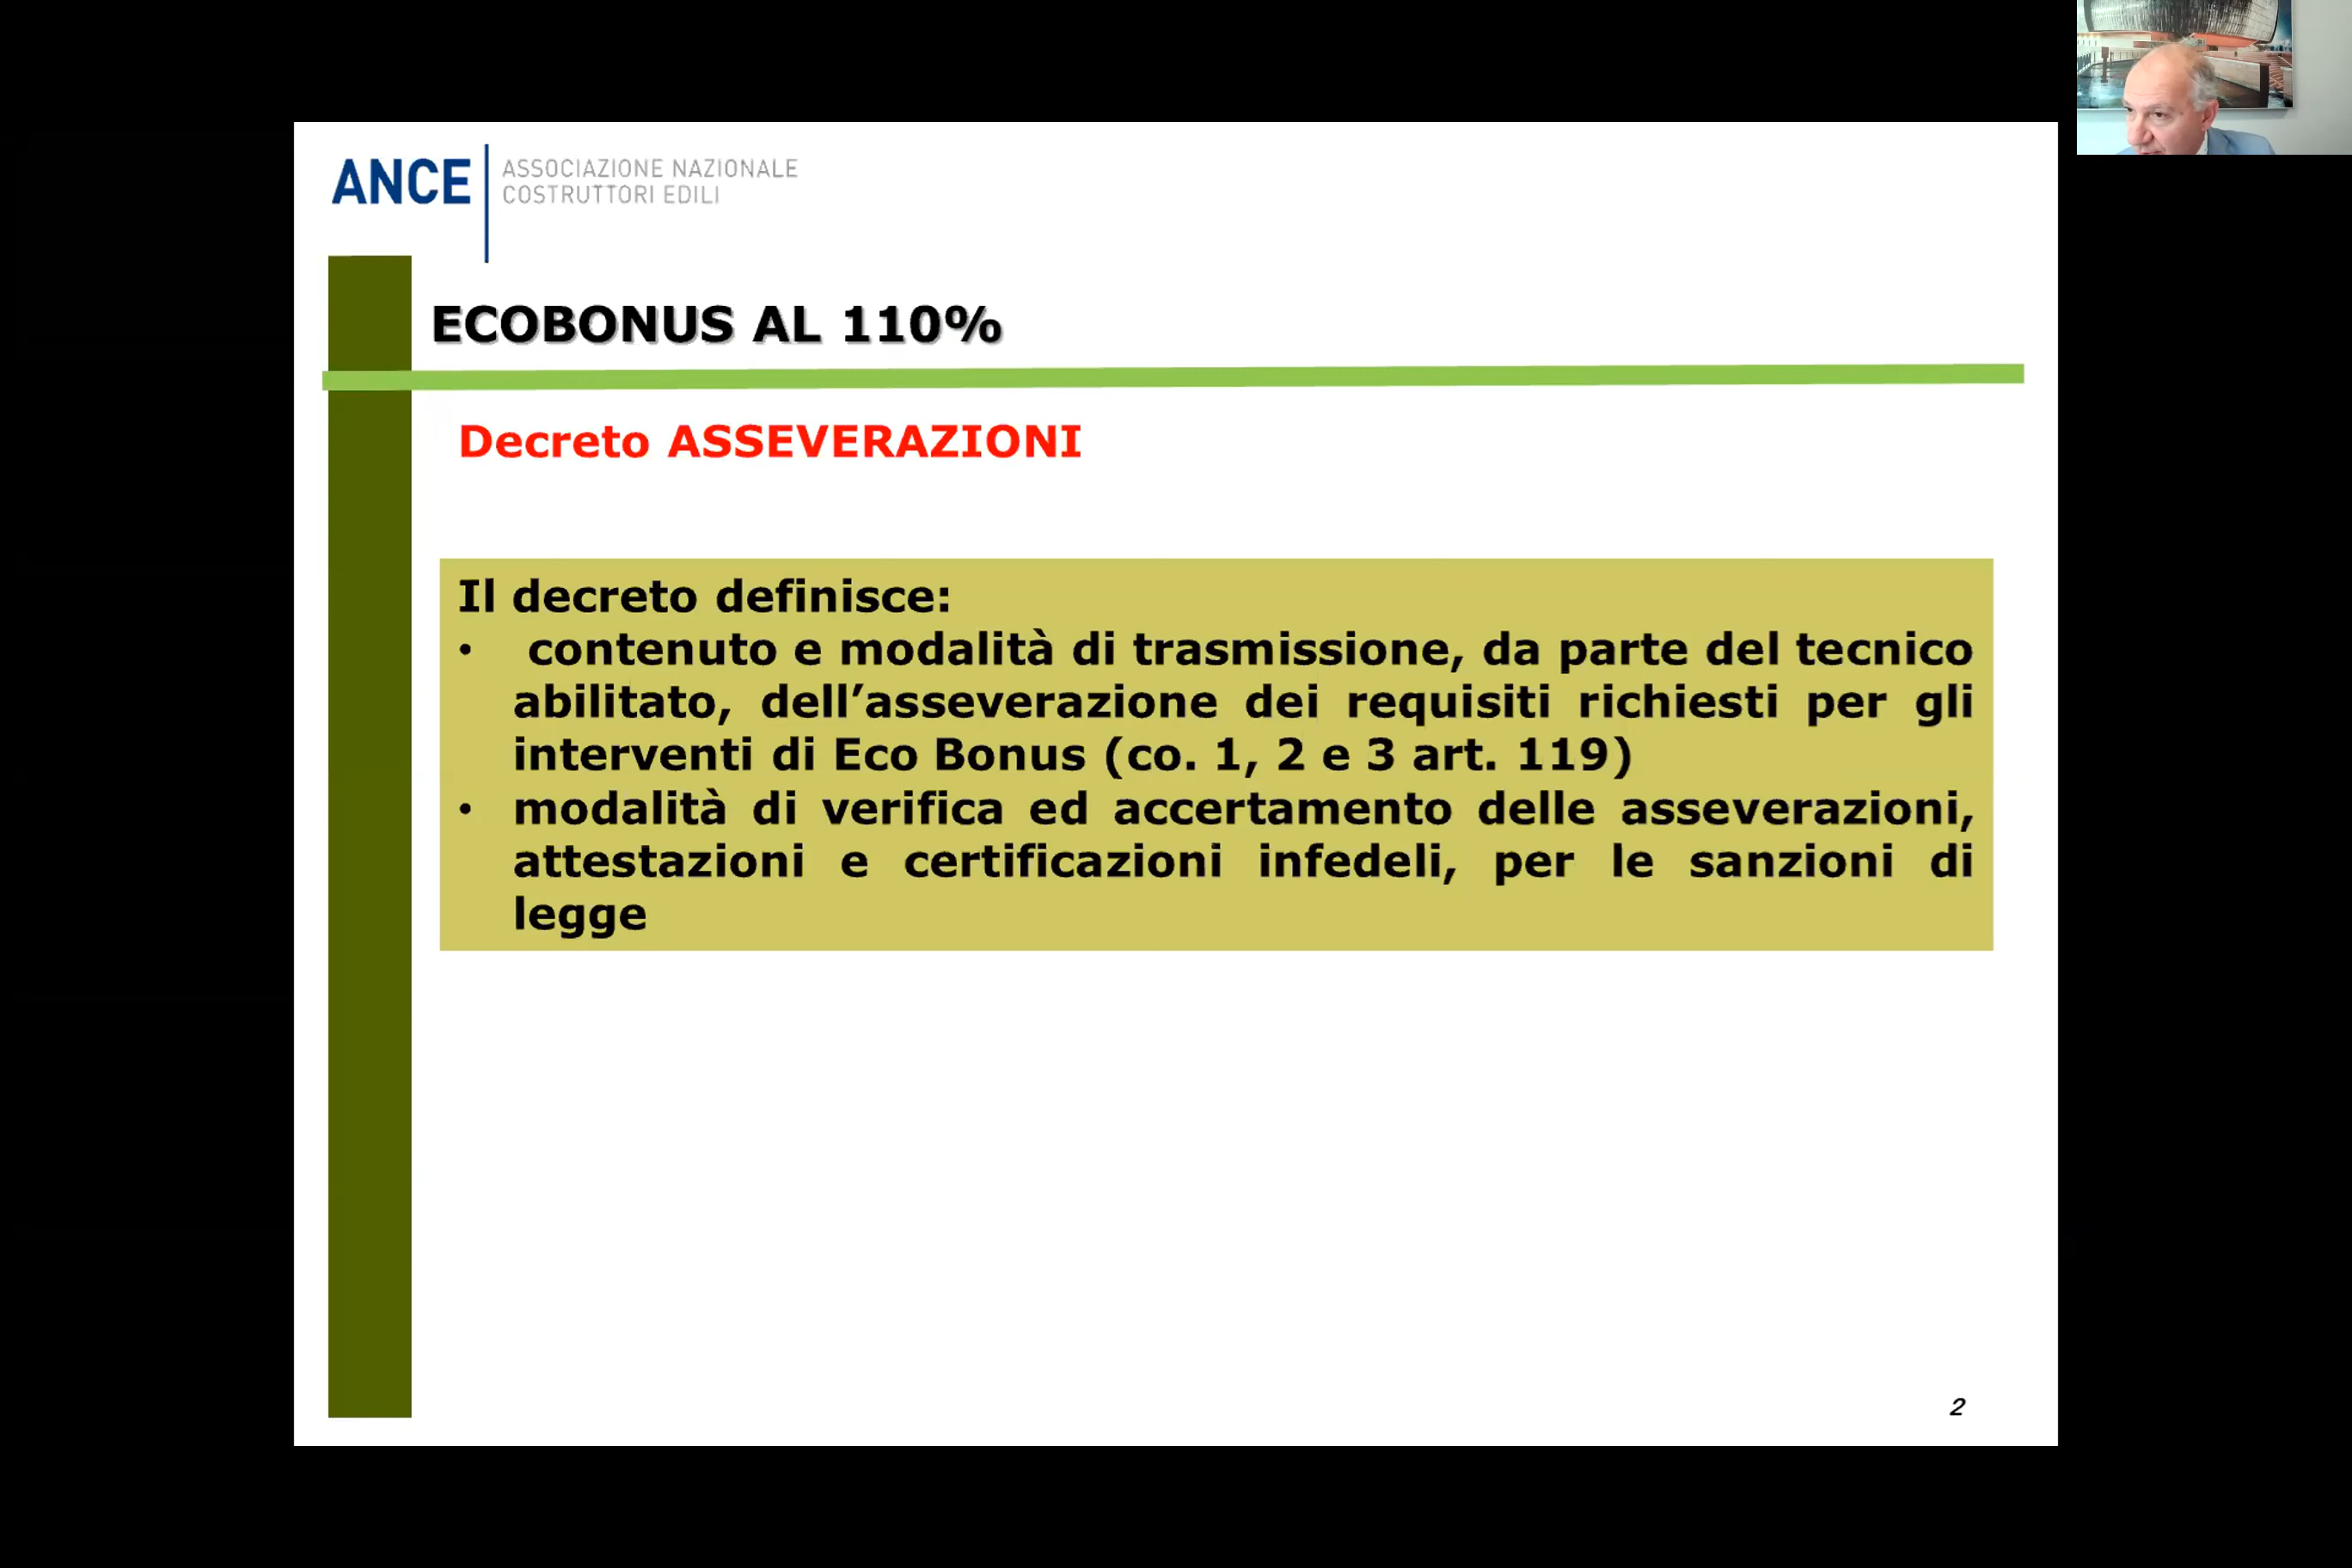 ANCE
ASSOCIAZIONE NAZIONALE
COSTRUTTORI EDILI
ECOBONUS AL 110%
Decreto ASSEVERAZIONI
Il decreto definisce:
• contenuto e modalità di trasmissione, da parte del tecnico
abilitato, dell’asseverazione dei requisiti richiesti per gli
interventi di Eco Bonus (co. 1, 2 e 3 art. 119)
• modalità di verifica ed accertamento delle asseverazioni,
attestazioni e certificazioni infedeli, per le sanzioni di
legge
2